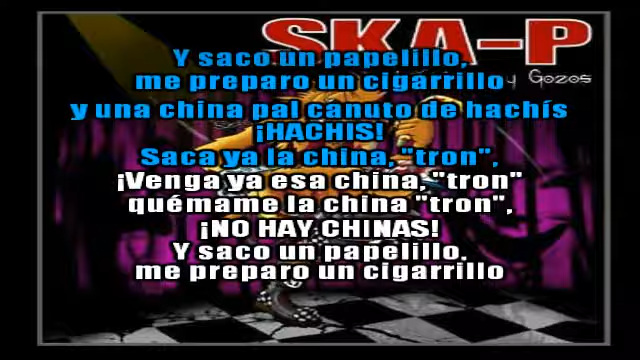 SKA-P
y Gozos
Y saco un papelillo,
me preparo un cigarrillo
y una china pal canuto de hachís
¡HACHIS!
Saca ya la china, "tron",
¡Venga ya esa china, "tron"
quémame la china "tron",
¡NO HAY CHINAS!
Y saco un papelillo.
me preparo un cigarrillo